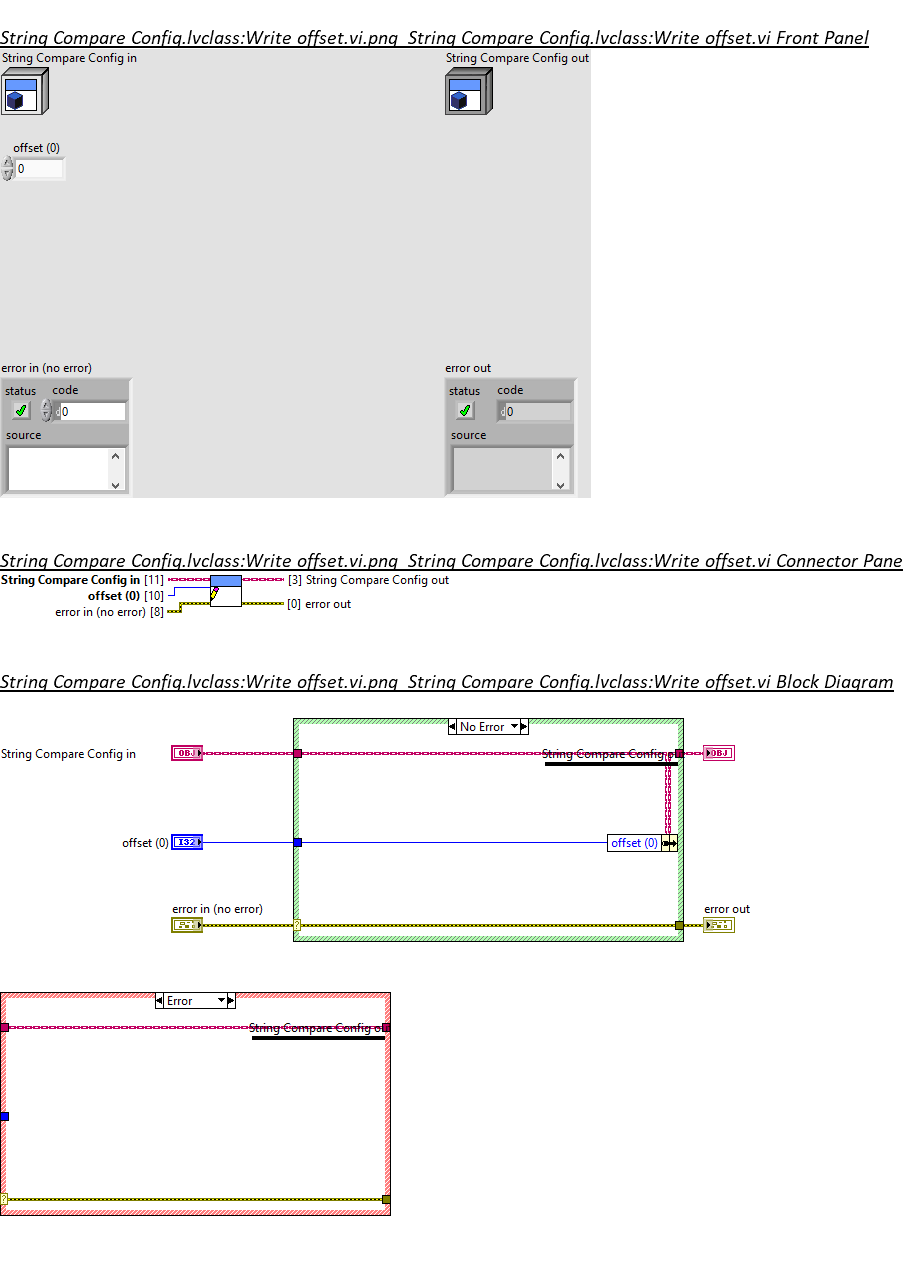 String Compare Config.lvclass:Write offset.vi.png String Compare Config.lvclass:Write offset.vi Front Panel
String Compare Config in
String Compare Config out
offset (0)
0
error in (no error)
error out
status code
status code
d 0
d 0
source
source
String Compare Config.lvclass:Write offset.vi.png String Compare Config.lvclass:Write offset.vi Connector Pane
String Compare Config in [11]
[3] String Compare Config out
offset (0) [10]
[0] error out
error in (no error) [8]
String Compare Config.lvclass:Write offset.vi.png String Compare Config.lvclass:Write offset.vi Block Diagram
No Error
String Compare Config in
OBJ
String Compare Config out
OBJ
offset (0)
I32
offset (0)
error in (no error)
error out
?
Error
String Compare Config o
?